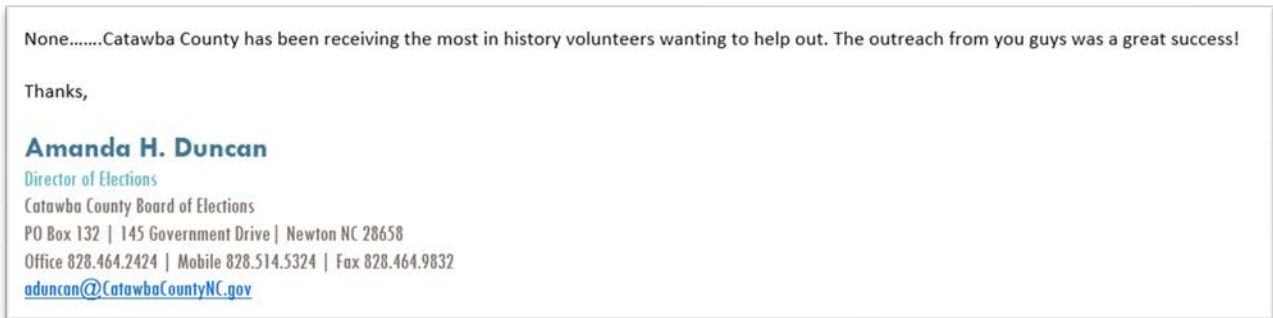 None.......Catawba County has been receiving the most in history volunteers wanting to help out. The outreach from you guys was a great success!
Thanks,
Amanda H. Duncan
Director of Elections
Catawba County Board of Elections
PO Box 132 | 145 Government Drive| Newton NC 28658
Office 828.464.2424 | Mobile 828.514.5324 | Fax 828.464.9832
aduncan@CatawbaCountyNC.gov